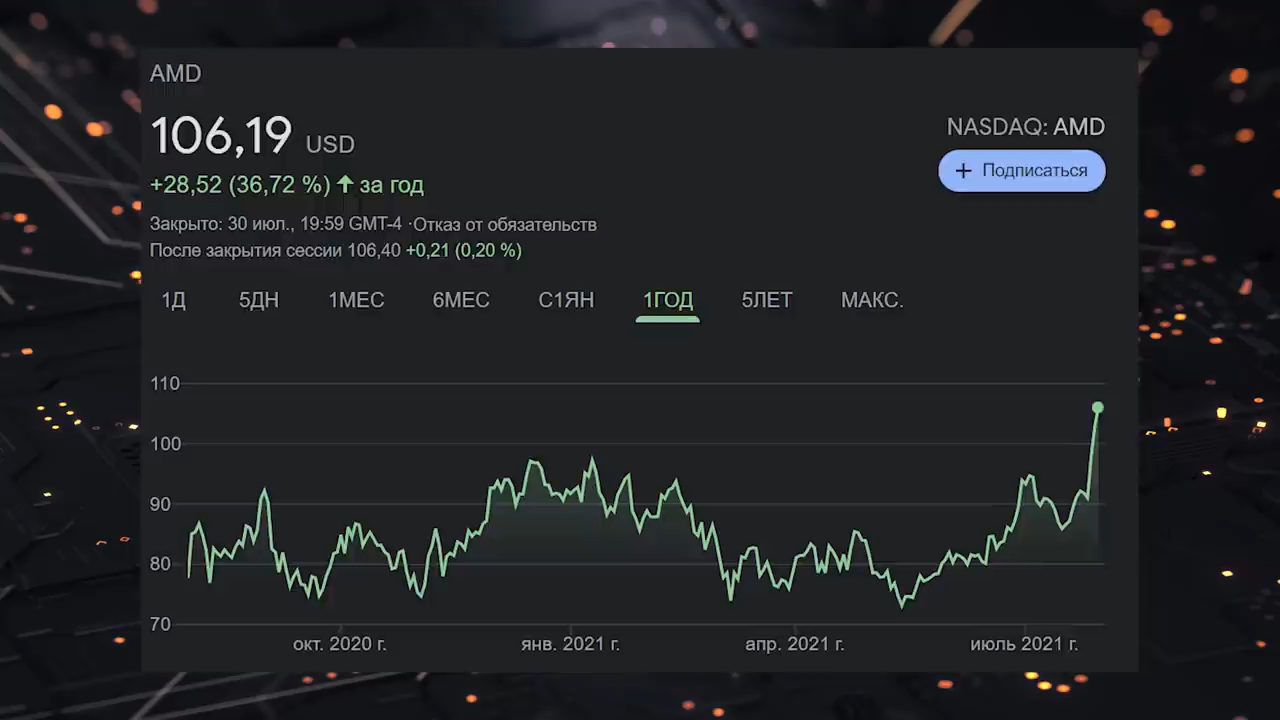 AMD
106,19 USD
NASDAQ: AMD
+28,52 (36,72 %) ↑ за год
+ Подписаться
Закрыто: 30 июл., 19:59 GMT-4 ·Отказ от обязательств
После закрытия сессии 106,40 +0,21 (0,20 %)
1Д 5ДН 1МЕС 6МЕС С1ЯН 1ГОД 5ЛЕТ МАКС.
110
100
90
80
70
окт. 2020 г. янв. 2021 г. апр. 2021 г. июль 2021 г.